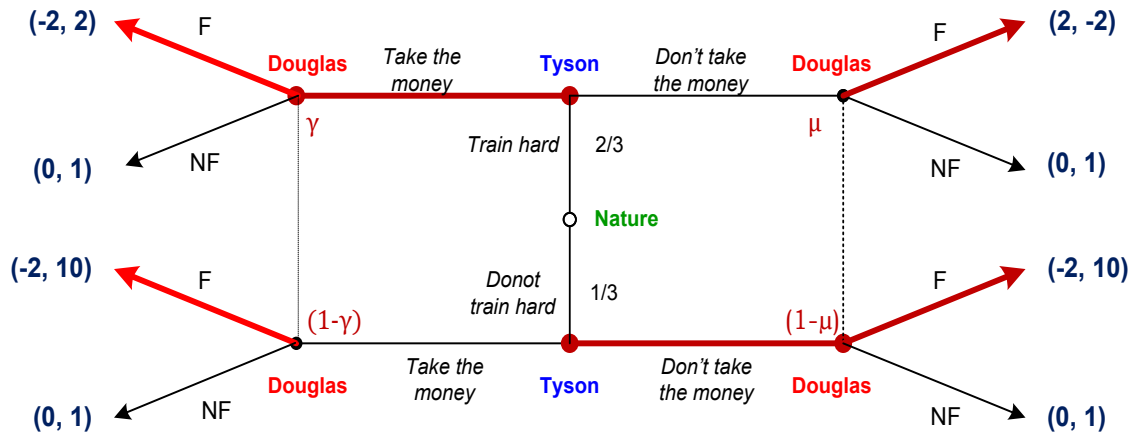 (-2, 2)
F
Douglas
Take the
money
Tyson
Don't take
the money
Douglas
F
(2, -2)
γ
μ
Train hard
2/3
(0, 1)
NF
NF
(0, 1)
Nature
(-2, 10)
F
Donot
train hard
1/3
F
(-2, 10)
(1-γ)
(1-μ)
Douglas
Take the
money
Tyson
Don't take
the money
Douglas
(0, 1)
NF
NF
(0, 1)